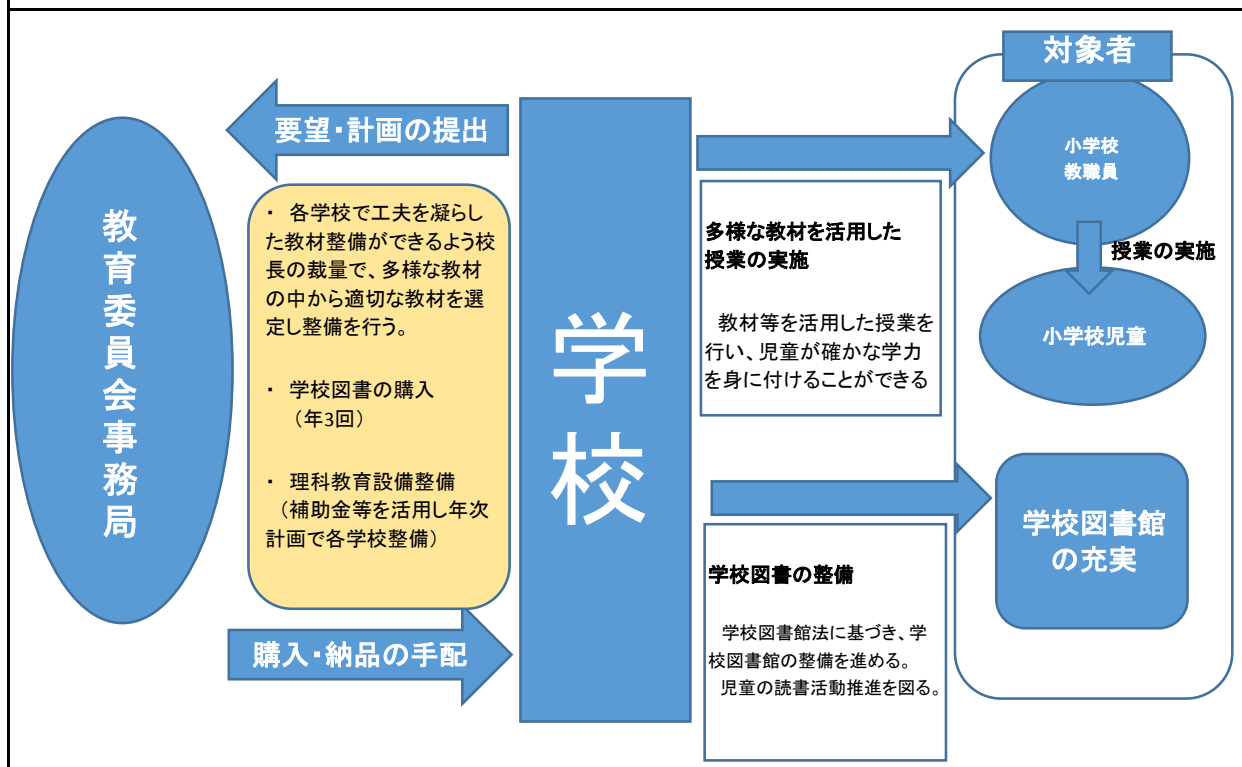 教育委員会事務局
要望・計画の提出
・ 各学校で工夫を凝らし
た教材整備ができるよう校
長の裁量で、多様な教材
の中から適切な教材を選
定し整備を行う。
・ 学校図書の購入
（年3回）
・ 理科教育設備整備
（補助金等を活用し年次
計画で各学校整備）
購入・納品の手配
学校
多様な教材を活用した
授業の実施
教材等を活用した授業を
行い、児童が確かな学力
を身に付けることができる
学校図書の整備
学校図書館法に基づき、学
校図書館の整備を進める。
児童の読書活動推進を図る。
対象者
小学校
教職員
授業の実施
小学校児童
学校図書館
の充実